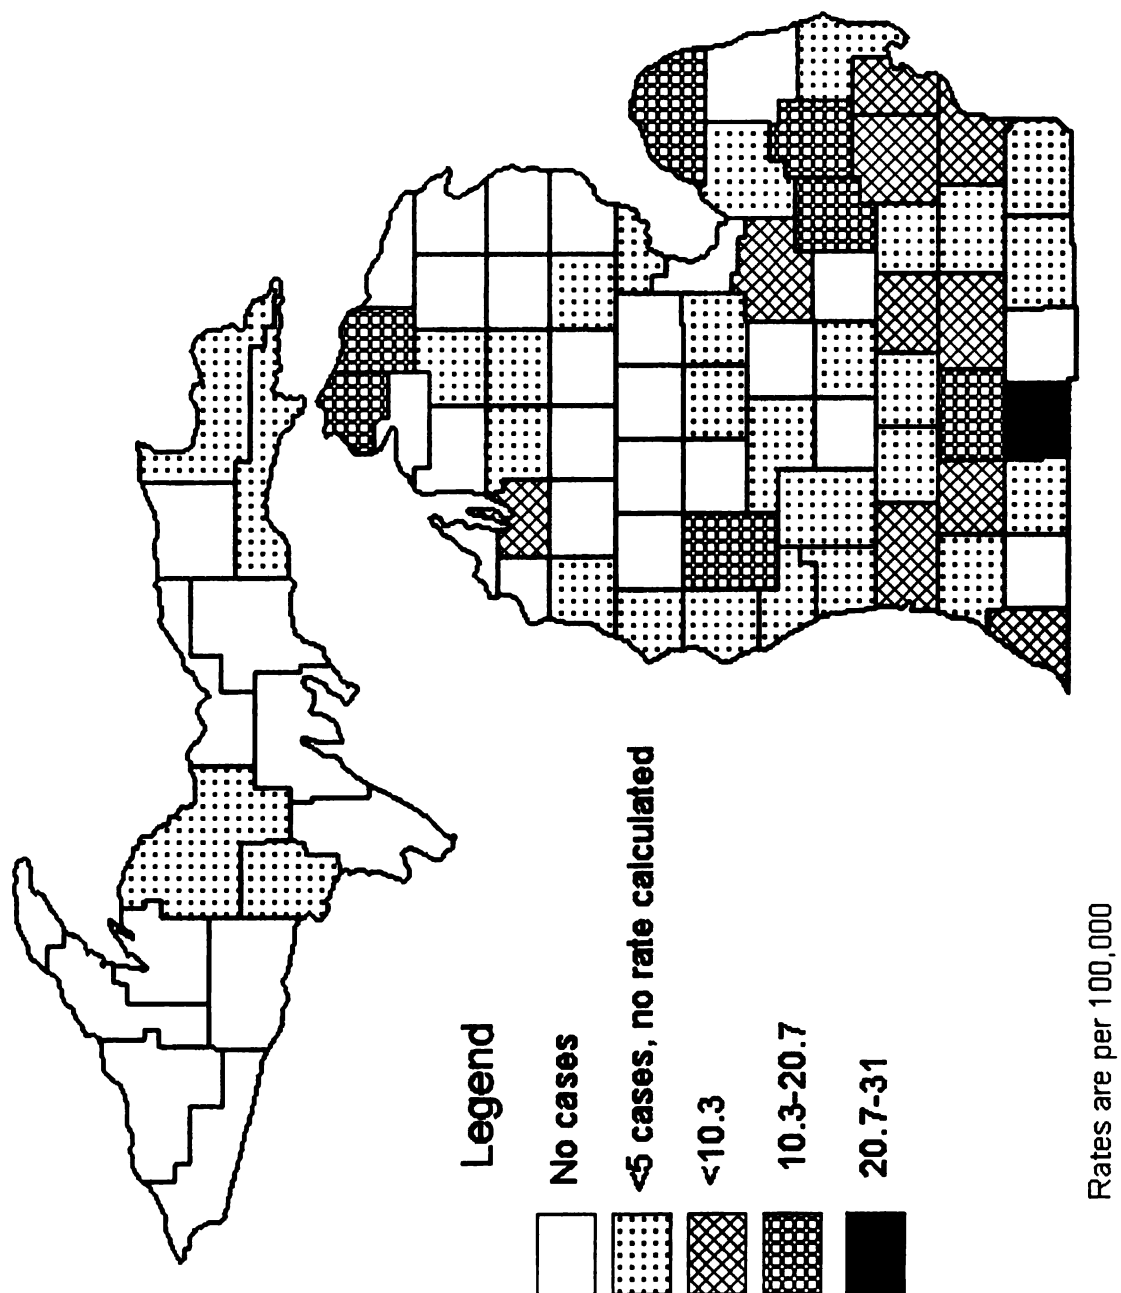 Legend
No cases
<5 cases, no rate calculated
<10.3
10.3-20.7
20.7-31
Rates are per 100,000